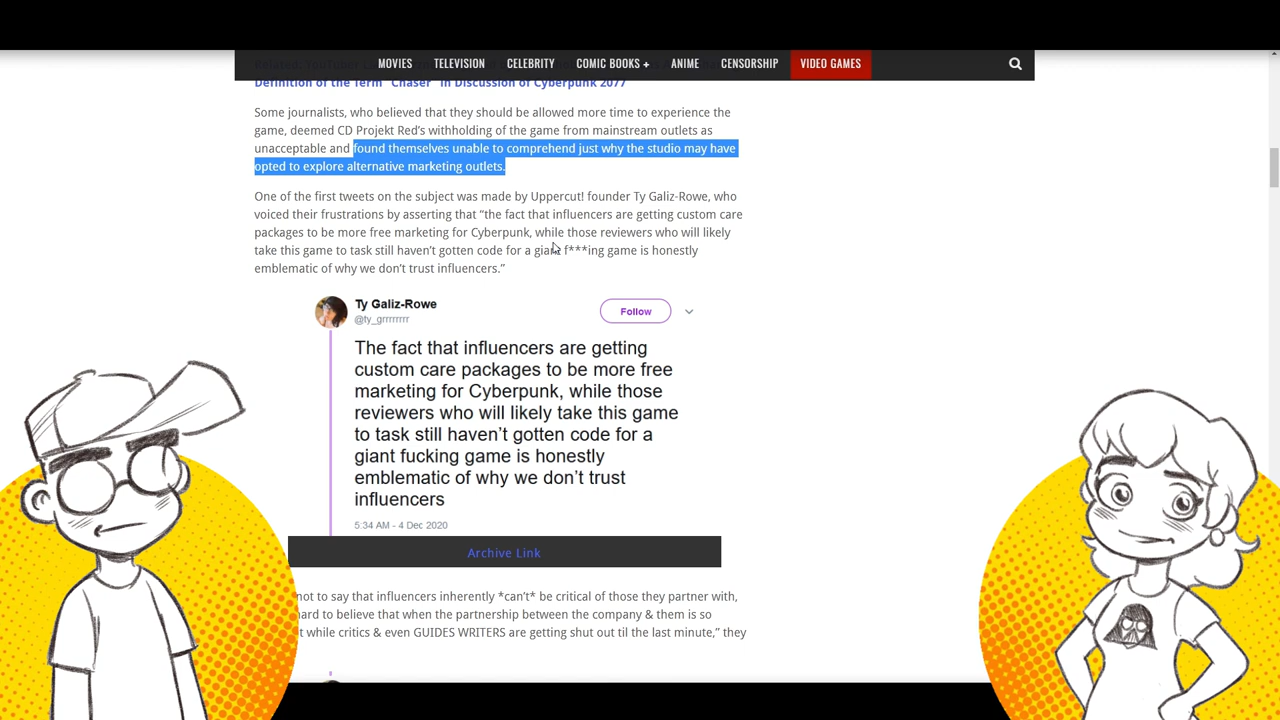 MOVIES TELEVISION CELEBRITY COMIC BOOKS + ANIME CENSORSHIP VIDEO GAMES
Definition of the Term "Chaser" in Discussion of Cyberpunk 2077
Some journalists, who believed that they should be allowed more time to experience the
game, deemed CD Projekt Red's withholding of the game from mainstream outlets as
unacceptable and found themselves unable to comprehend just why the studio may have
opted to explore alternative marketing outlets.
One of the first tweets on the subject was made by Uppercut! founder Ty Galiz-Rowe, who
voiced their frustrations by asserting that “the fact that influencers are getting custom care
packages to be more free marketing for Cyberpunk, while those reviewers who will likely
take this game to task still haven’t gotten code for a giant f***ing game is honestly
emblematic of why we don’t trust influencers.”
Ty Galiz-Rowe
@ty_grrrrrrrr
Follow
The fact that influencers are getting
custom care packages to be more free
marketing for Cyberpunk, while those
reviewers who will likely take this game
to task still haven’t gotten code for a
giant fucking game is honestly
emblematic of why we don’t trust
influencers
5:34 AM - 4 Dec 2020
Archive Link
not to say that influencers inherently *can’t* be critical of those they partner with,
ard to believe that when the partnership between the company & them is so
t while critics & even GUIDES WRITERS are getting shut out til the last minute,” they